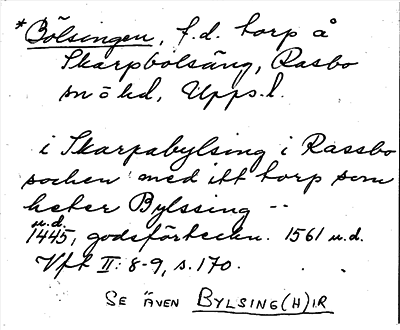 *Bölsingen, f.d. torp å
Skarpbolsäng, Rasbo
sn ö hd, Upps.l.
i Skarpabylsing i Rassbo
sochen med itt torp som
heter Bylssing --
u.d.
1445, godsförteckn. 1561 u.d.
Vft II: 8-9, s. 170.
SE ÄVEN BYLSING(H)IR